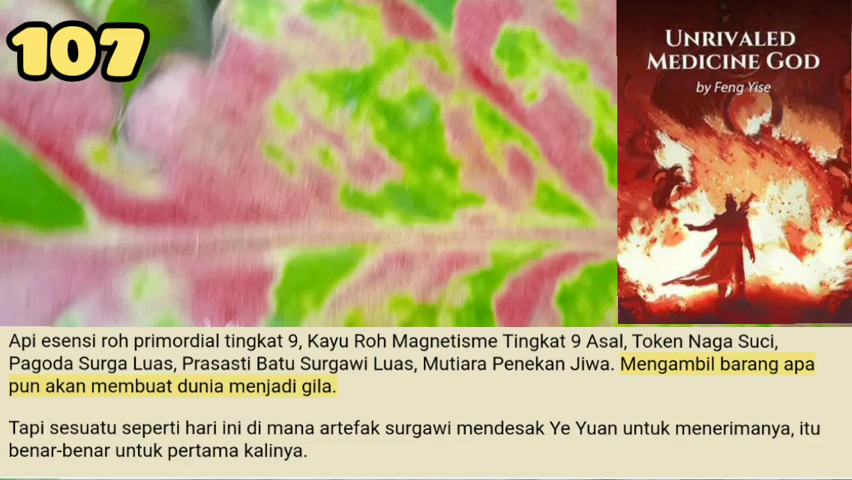 107
UNRIVALED
MEDICINE GOD
by Feng Yise
Api esensi roh primordial tingkat 9, Kayu Roh Magnetisme Tingkat 9 Asal, Token Naga Suci,
Pagoda Surga Luas, Prasasti Batu Surgawi Luas, Mutiara Penekan Jiwa. Mengambil barang apa
pun akan membuat dunia menjadi gila.
Tapi sesuatu seperti hari ini di mana artefak surgawi mendesak Ye Yuan untuk menerimanya, itu
benar-benar untuk pertama kalinya.